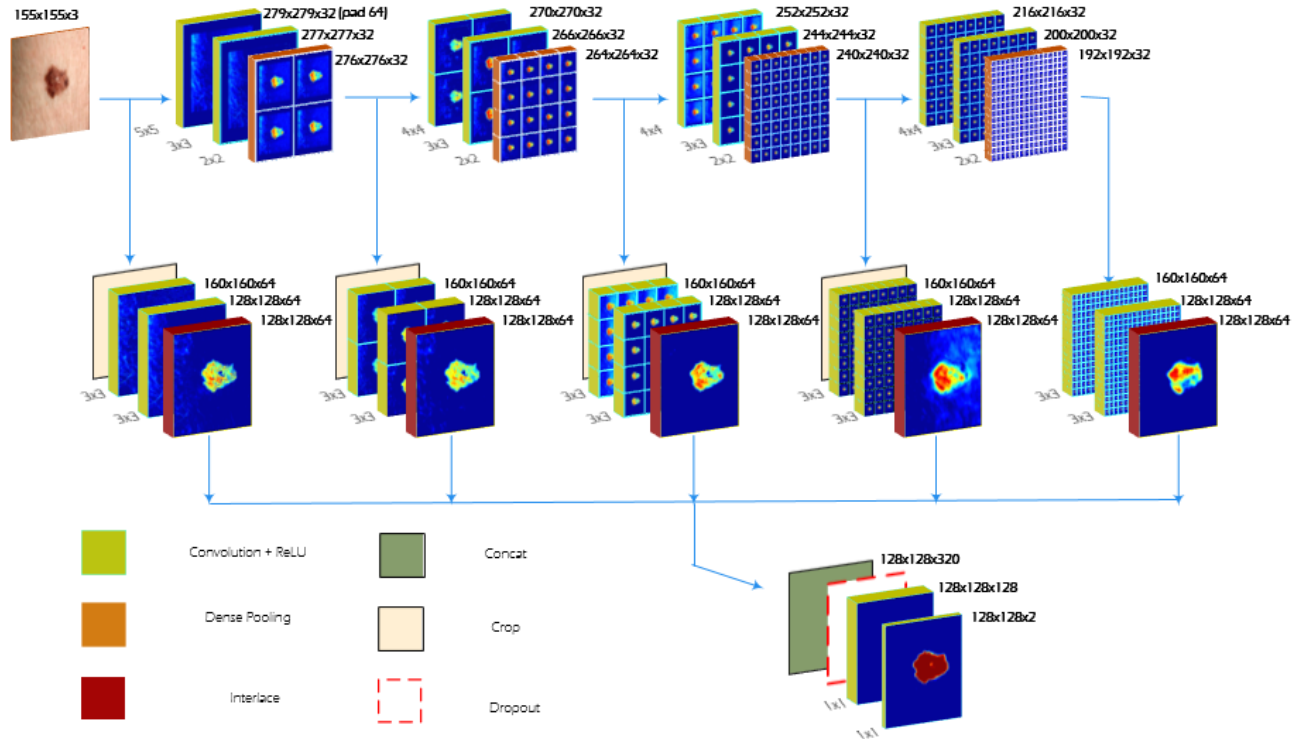 155x155x3
279x279x32 (pad 64)
277x277x32
276x276x32
5x5
3x3
2x2
270x270x32
266x266x32
264x264x32
4x4
3x3
2x2
252x252x32
244x244x32
240x240x32
4x4
3x3
2x2
216x216x32
200x200x32
192x192x32
4x4
3x3
2x2
160x160x64
128x128x64
128x128x64
3x3
3x3
160x160x64
128x128x64
128x128x64
3x3
3x3
160x160x64
128x128x64
128x128x64
3x3
3x3
160x160x64
128x128x64
128x128x64
3x3
3x3
160x160x64
128x128x64
128x128x64
3x3
3x3
Convolution + ReLU
Concat
Dense Pooling
Crop
Interlace
Dropout
128x128x320
128x128x128
128x128x2
1x1
1x1